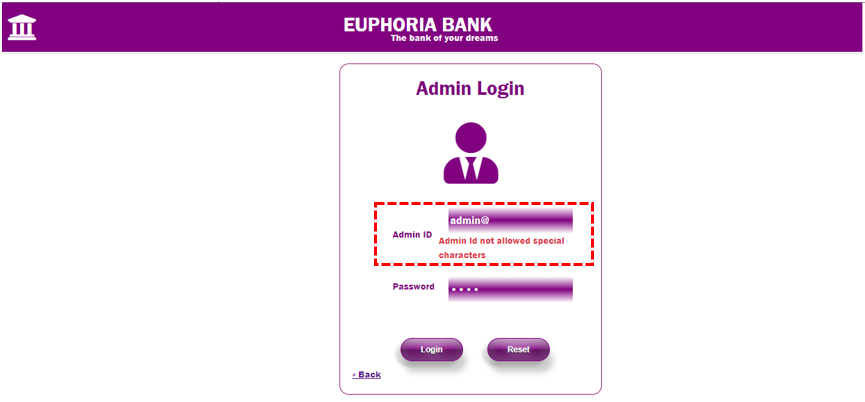 EUPHORIA BANK
The bank of your dreams
Admin Login
admin@
Admin ID
Admin Id not allowed special
characters
Password
Login
Reset
« Back